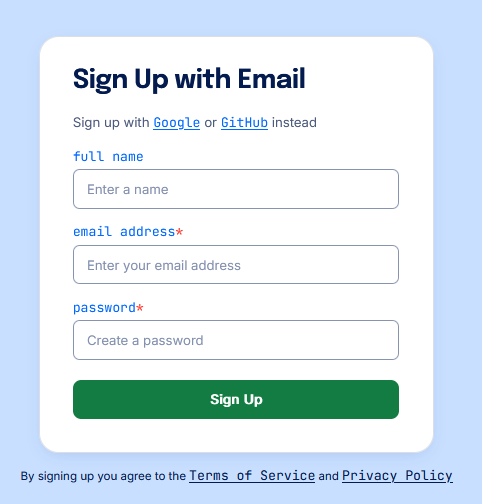 Sign Up with Email
Sign up with Google or GitHub instead
full name
Enter a name
email address*
Enter your email address
password*
Create a password
Sign Up
By signing up you agree to the Terms of Service and Privacy Policy